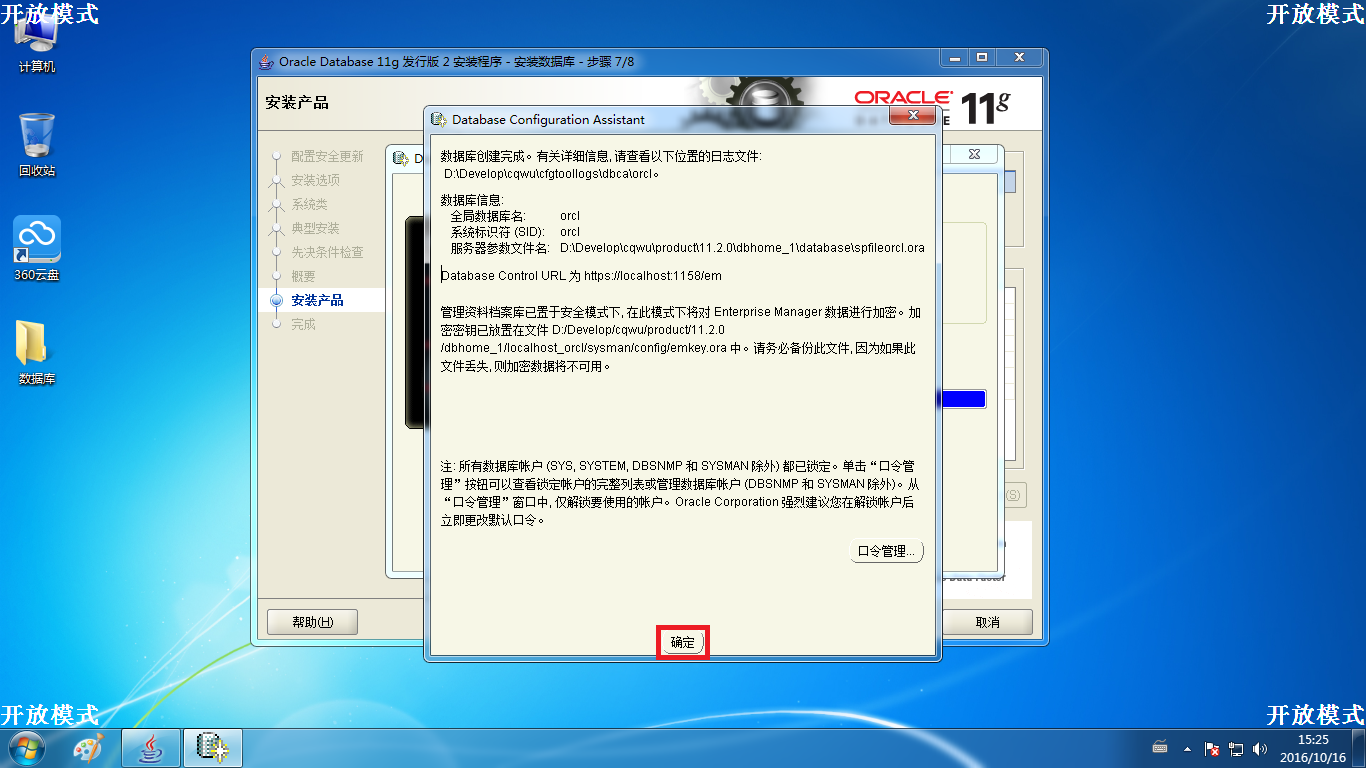 开放模式
开放模式
计算机
回收站
360云盘
数据库
Oracle Database 11g 发行版 2 安装程序 - 安装数据库 - 步骤 7/8
安装产品
ORACLE
11g
E
配置安全更新
安装选项
系统类
典型安装
先决条件检查
概要
安装产品
完成
D
(S)
Database Configuration Assistant
数据库创建完成。有关详细信息, 请查看以下位置的日志文件:
D:\Develop\cqwu\cfgtoollogs\dbca\orcl。
数据库信息:
全局数据库名: orcl
系统标识符 (SID): orcl
服务器参数文件名: D:\Develop\cqwu\product\11.2.0\dbhome_1\database\spfileorcl.ora
Database Control URL 为 https://localhost:1158/em
管理资料档案库已置于安全模式下, 在此模式下将对 Enterprise Manager 数据进行加密。加
密密钥已放置在文件 D:/Develop/cqwu/product/11.2.0
/dbhome_1/localhost_orcl/sysman/config/emkey.ora 中。请务必备份此文件, 因为如果此
文件丢失, 则加密数据将不可用。
注: 所有数据库帐户 (SYS, SYSTEM, DBSNMP 和 SYSMAN 除外) 都已锁定。单击“口令管
理”按钮可以查看锁定帐户的完整列表或管理数据库帐户 (DBSNMP 和 SYSMAN 除外)。从
“口令管理”窗口中, 仅解锁要使用的帐户。Oracle Corporation 强烈建议您在解锁帐户后
立即更改默认口令。
口令管理...
确定
帮助(H)
取消
开放模式
开放模式
15:25
2016/10/16